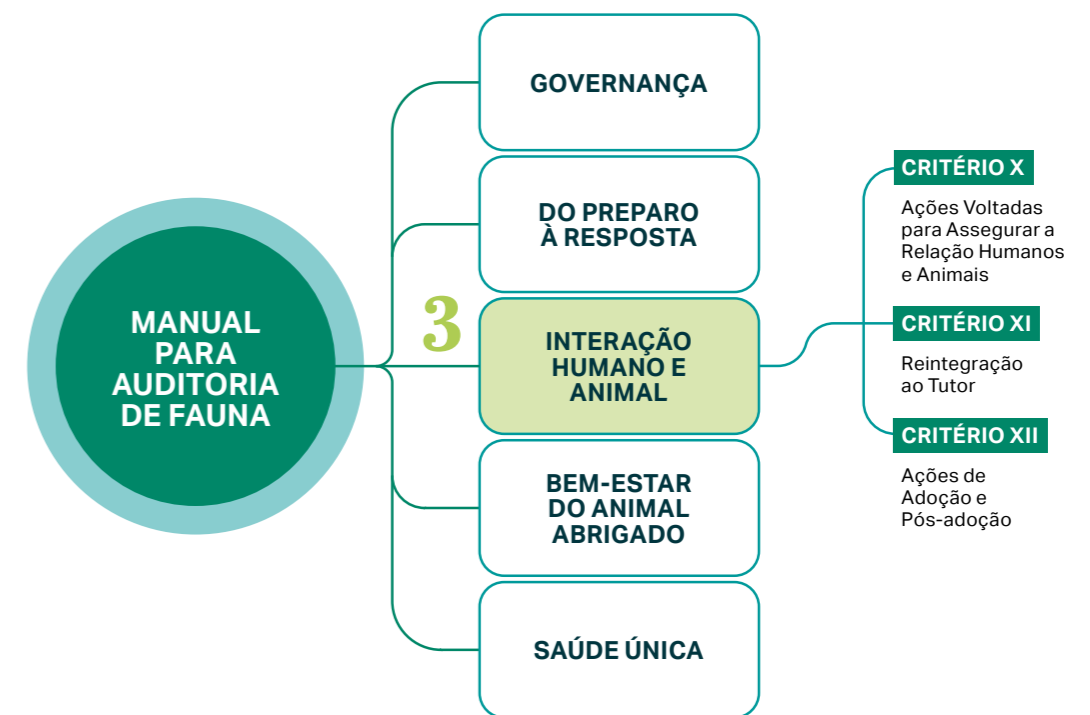 MANUAL
PARA
AUDITORIA
DE FAUNA
GOVERNANÇA
DO PREPARO
À RESPOSTA
3
INTERAÇÃO
HUMANO E
ANIMAL
BEM-ESTAR
DO ANIMAL
ABRIGADO
SAÚDE ÚNICA
CRITÉRIO X
Ações Voltadas
para Assegurar a
Relação Humanos
e Animais
CRITÉRIO XI
Reintegração
ao Tutor
CRITÉRIO XII
Ações de
Adoção e
Pós-adoção